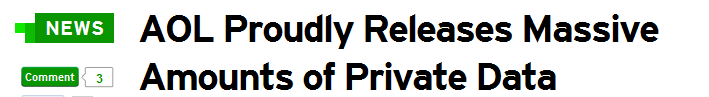 NEWS
AOL Proudly Releases Massive
Amounts of Private Data
Comment 3